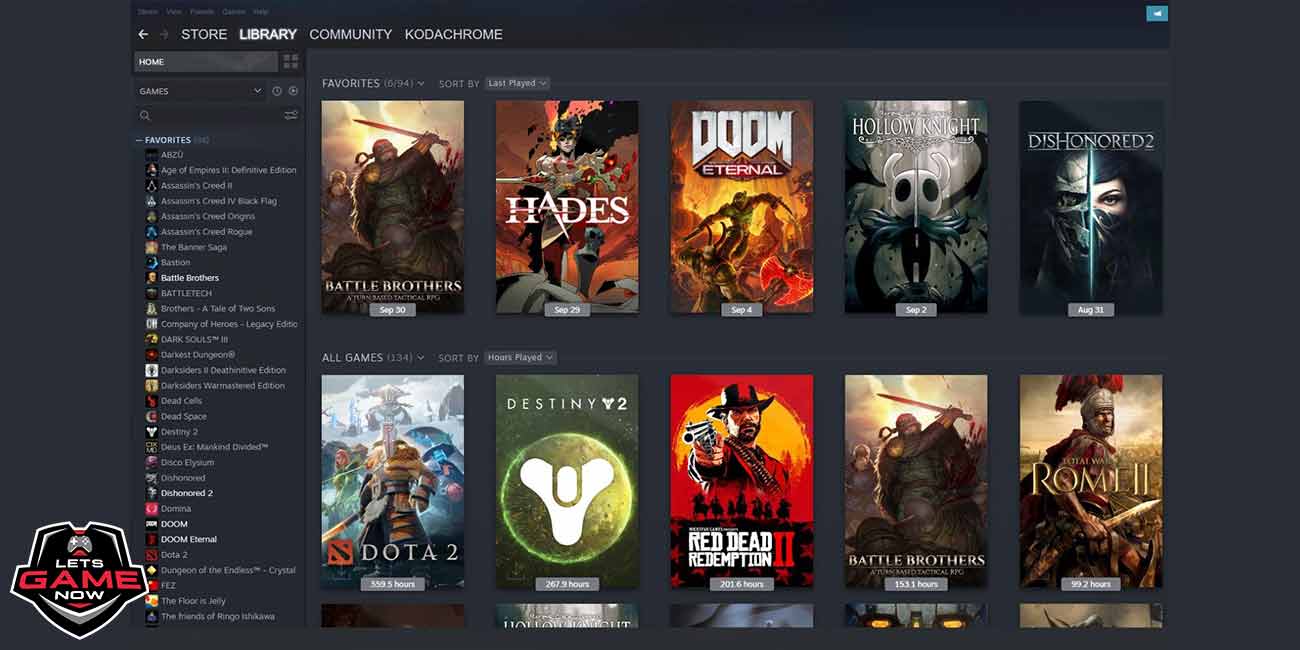 Steam View Friends Games Help
STORE LIBRARY COMMUNITY KODACHROME
HOME
GAMES
FAVORITES (94)
ABZÛ
Age of Empires II: Definitive Edition
Assassin's Creed II
Assassin's Creed IV Black Flag
Assassin's Creed Origins
Assassin's Creed Rogue
The Banner Saga
Bastion
Battle Brothers
BATTLETECH
Brothers - A Tale of Two Sons
Company of Heroes - Legacy Editio
DARK SOULS™ III
Darkest Dungeon®
Darksiders II Deathinitive Edition
Darksiders Warmastered Edition
Dead Cells
Dead Space
Destiny 2
Deus Ex: Mankind Divided™
Disco Elysium
Dishonored
Dishonored 2
Domina
DOOM
DOOM Eternal
Dota 2
Dungeon of the Endless™ - Crystal
FEZ
The Floor is Jelly
The friends of Ringo Ishikawa
FAVORITES (6/94) SORT BY Last Played
BATTLE BROTHERS
A TURN BASED TACTICAL RPG
Sep 30
HADES
Sep 29
DOOM
ETERNAL
Sep 4
HOLLOW KNIGHT
Sep 2
DISHONORED 2
Aug 31
ALL GAMES (134) SORT BY Hours Played
DOTA 2
559.5 hours
DESTINY 2
267.9 hours
ROCKSTAR GAMES PRESENTS
RED DEAD
REDEMPTION II
201.6 hours
BATTLE BROTHERS
A TURN BASED TACTICAL RPG
153.1 hours
TOTAL WAR
ROME II
99.2 hours
HOLLOW KNIGHT
LETS
GAME
NOW